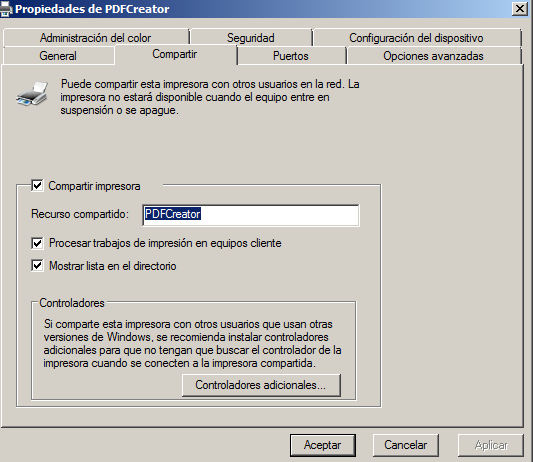 Propiedades de PDFCreator
Administración del color
Seguridad
Configuración del dispositivo
General
Compartir
Puertos
Opciones avanzadas
Puede compartir esta impresora con otros usuarios en la red. La
impresora no estará disponible cuando el equipo entre en
suspensión o se apague.
Compartir impresora
Recurso compartido:
PDFCreator
Procesar trabajos de impresión en equipos cliente
Mostrar lista en el directorio
Controladores
Si comparte esta impresora con otros usuarios que usan otras
versiones de Windows, se recomienda instalar controladores
adicionales para que no tengan que buscar el controlador de la
impresora cuando se conecten a la impresora compartida.
Controladores adicionales...
Aceptar
Cancelar
Aplicar